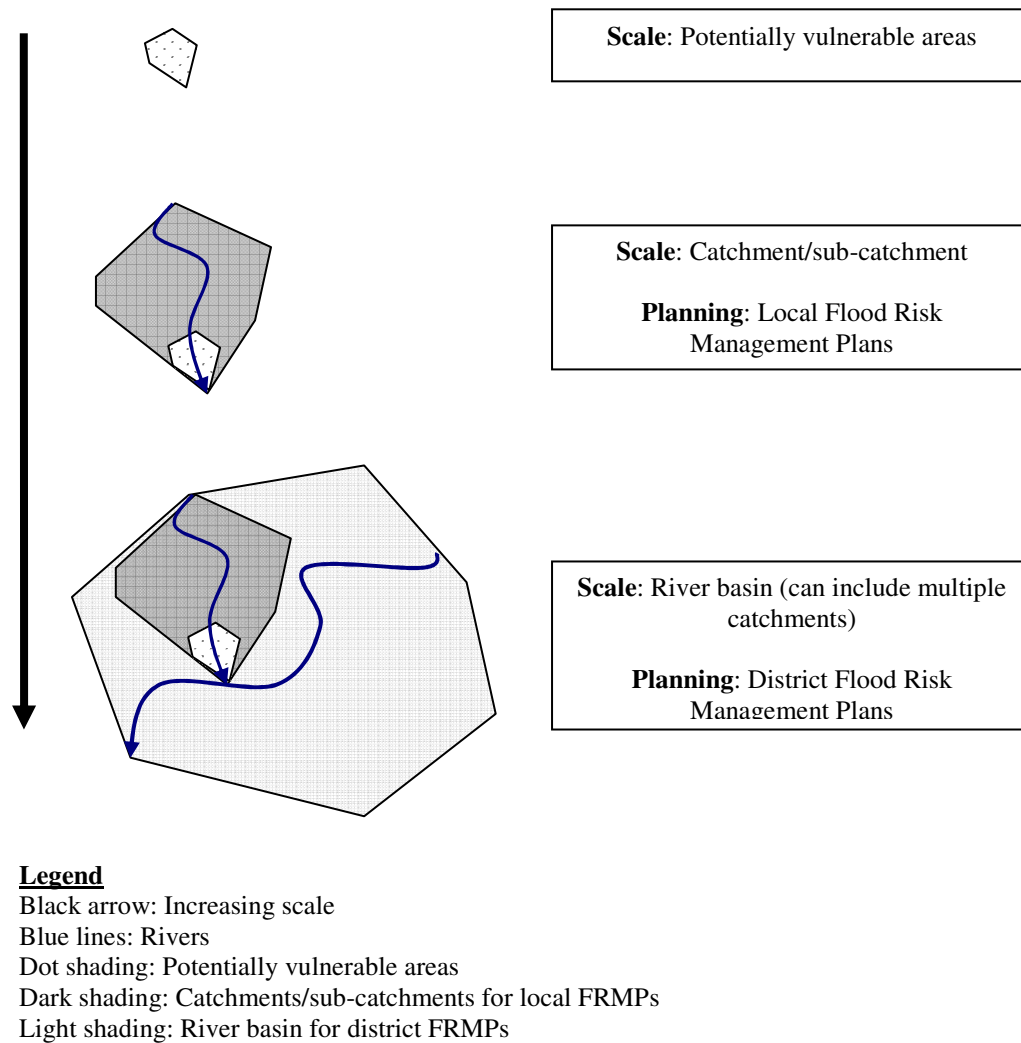 Scale: Potentially vulnerable areas
Scale: Catchment/sub-catchment
Planning: Local Flood Risk
Management Plans
Scale: River basin (can include multiple
catchments)
Planning: District Flood Risk
Management Plans
Legend
Black arrow: Increasing scale
Blue lines: Rivers
Dot shading: Potentially vulnerable areas
Dark shading: Catchments/sub-catchments for local FRMPs
Light shading: River basin for district FRMPs